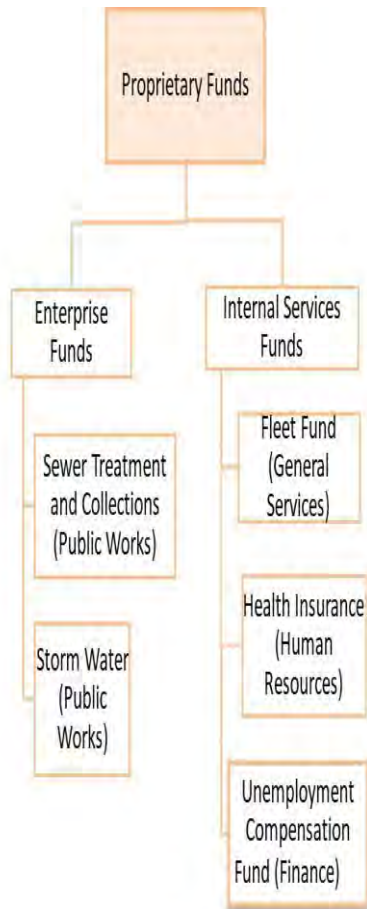 Proprietary Funds
Enterprise
Funds
Sewer Treatment
and Collections
(Public Works)
Storm Water
(Public
Works)
Internal Services
Funds
Fleet Fund
(General
Services)
Health Insurance
(Human
Resources)
Unemployment
Compensation
Fund (Finance)